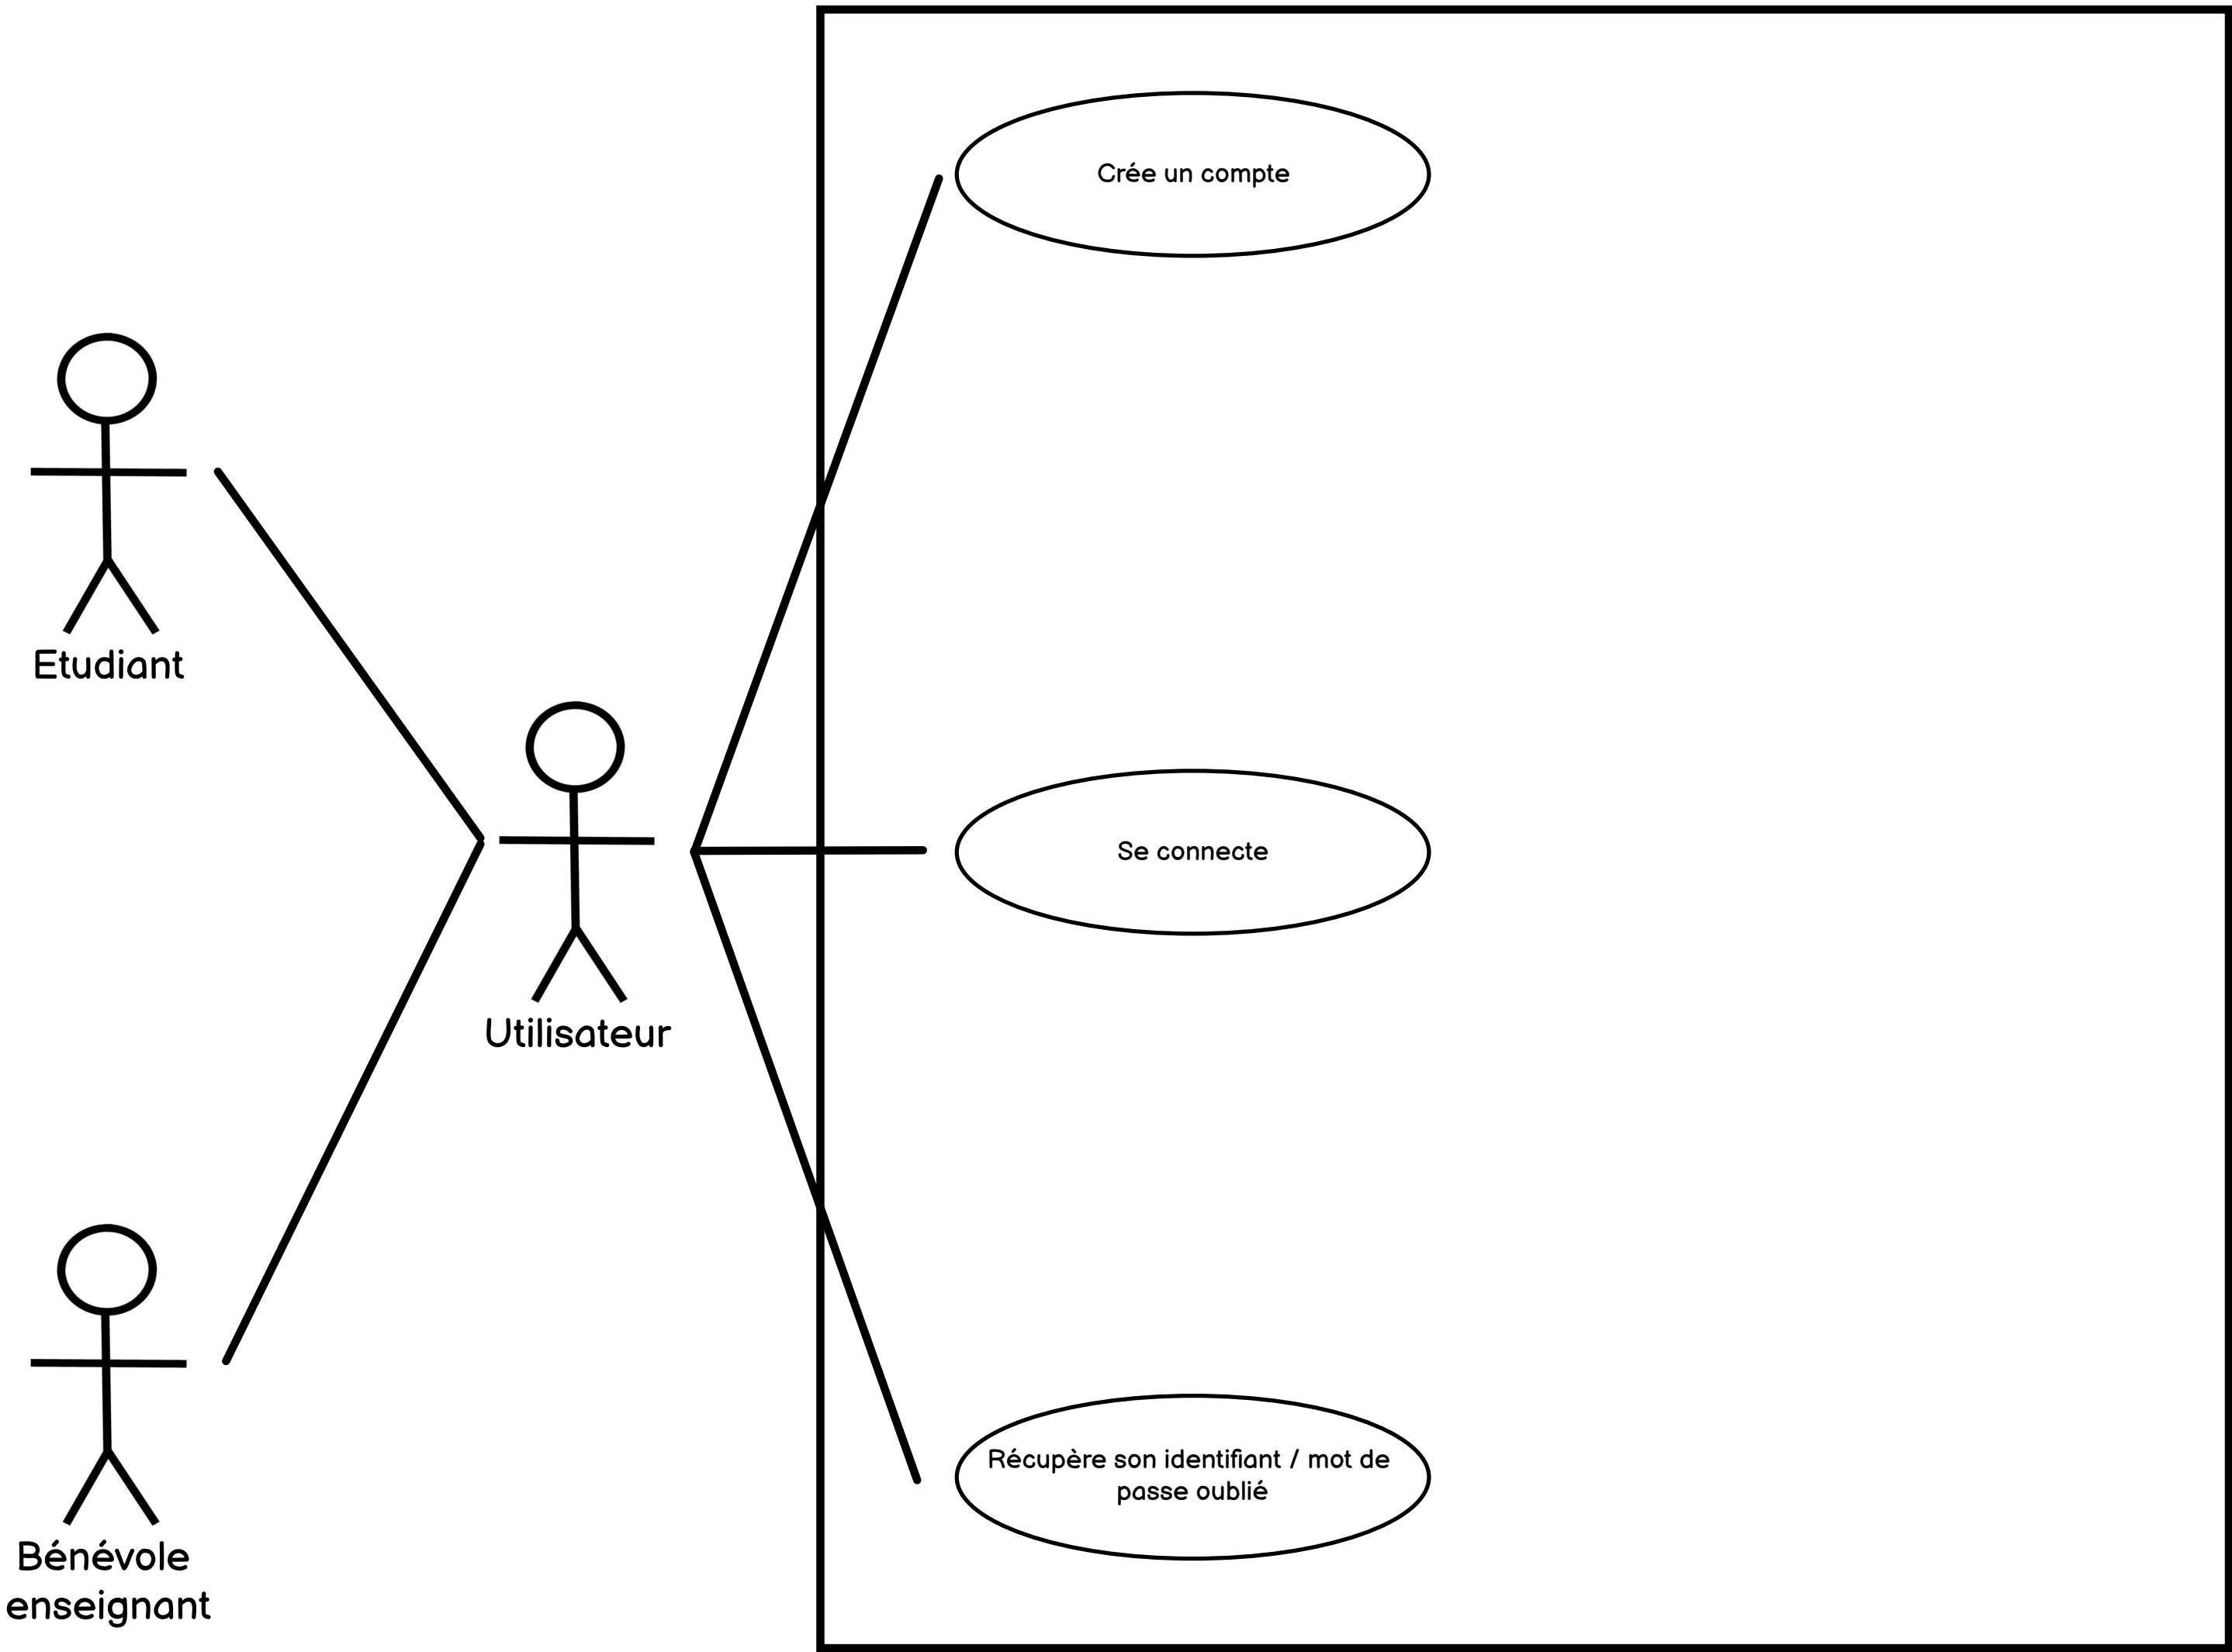 Crée un compte
Etudiant
Se connecte
Utilisateur
Récupère son identifiant / mot de
passe oublié
Bénévole
enseignant